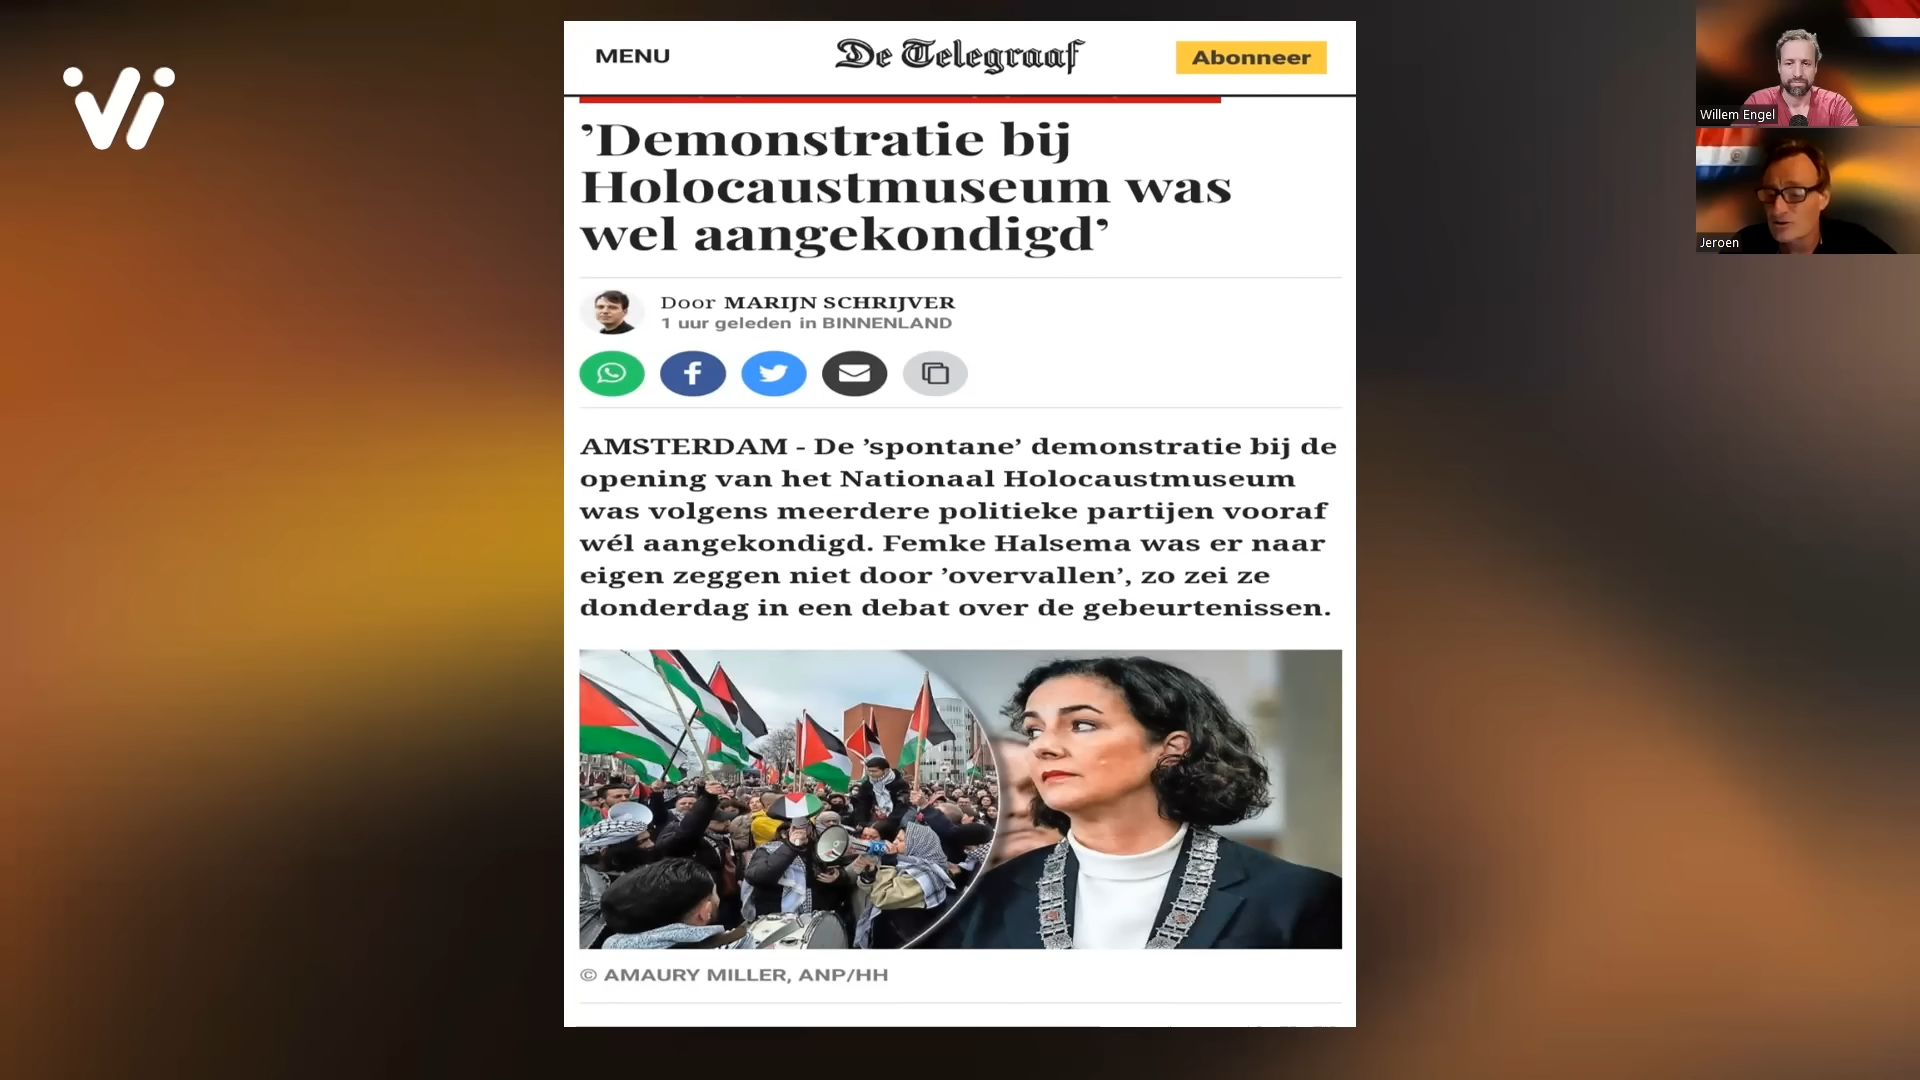 MENU
De Telegraaf
Abonneer
’Demonstratie bij
Holocaustmuseum was
wel aangekondigd’
Door MARIJN SCHRIJVER
1 uur geleden in BINNENLAND
AMSTERDAM - De ’spontane’ demonstratie bij de
opening van het Nationaal Holocaustmuseum
was volgens meerdere politieke partijen vooraf
wél aangekondigd. Femke Halsema was er naar
eigen zeggen niet door ’overvallen’, zo zei ze
donderdag in een debat over de gebeurtenissen.
© AMAURY MILLER, ANP/HH
Willem Engel
Jeroen